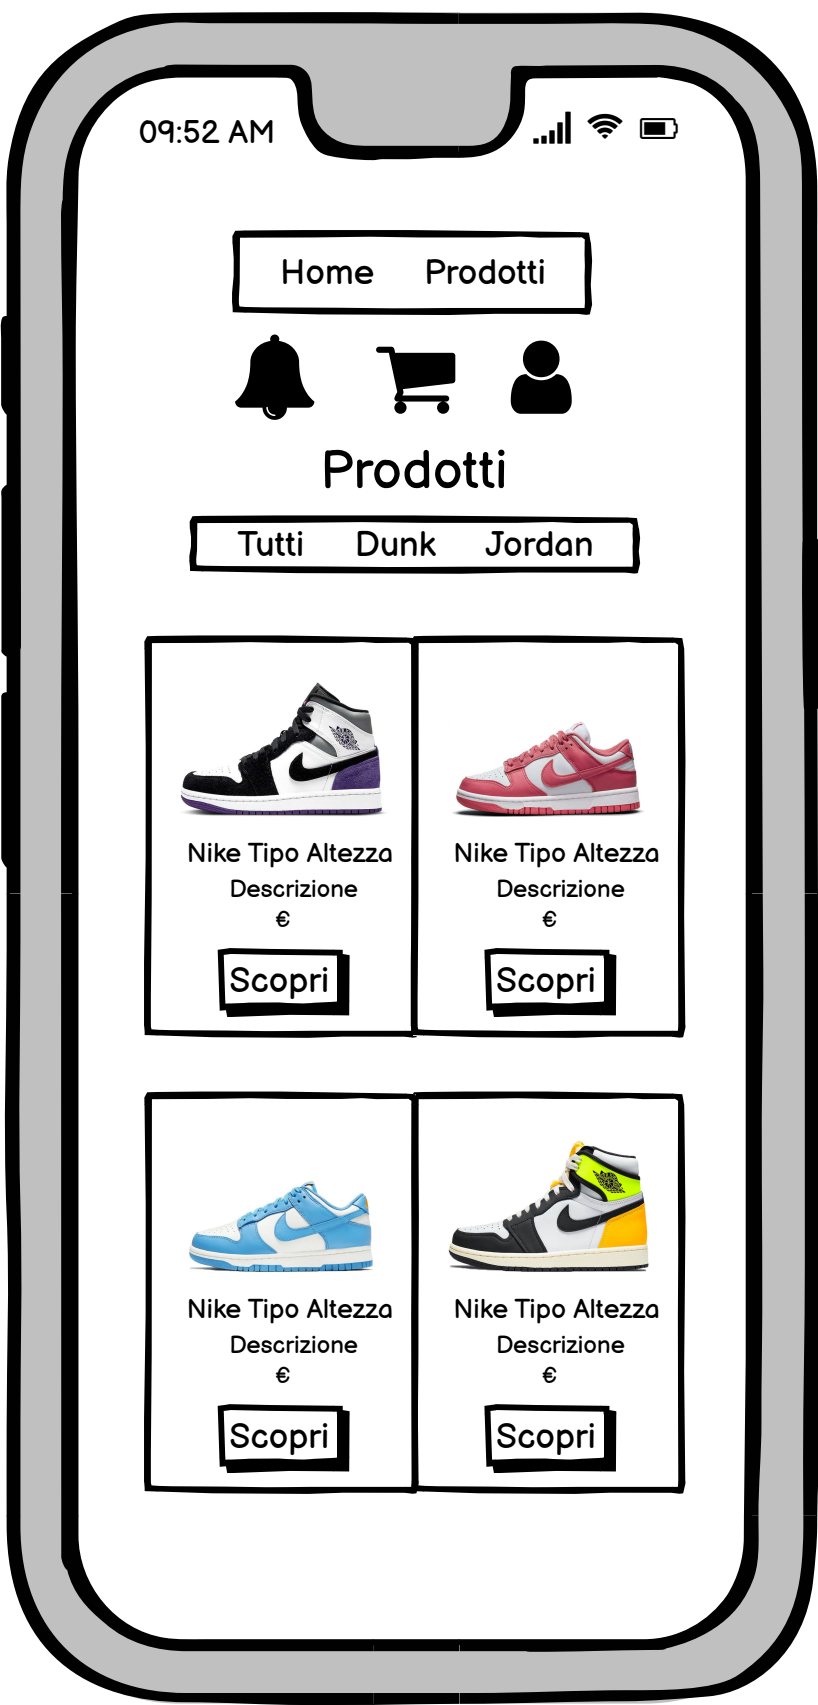 09:52 AM
Home Prodotti
Prodotti
Tutti Dunk Jordan
Nike Tipo Altezza
Descrizione
€
Scopri
Nike Tipo Altezza
Descrizione
€
Scopri
Nike Tipo Altezza
Descrizione
€
Scopri
Nike Tipo Altezza
Descrizione
€
Scopri